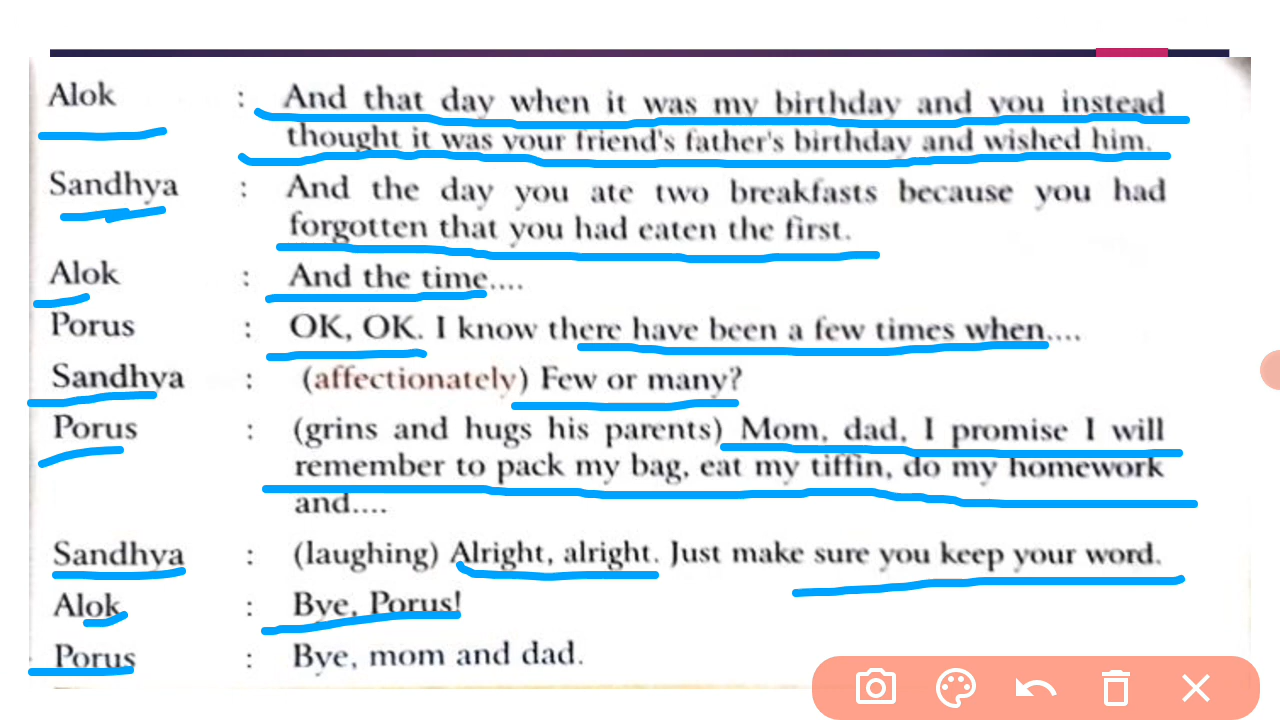 Alok : And that day when it was my birthday and you instead
thought it was your friend's father's birthday and wished him.
Sandhya : And the day you ate two breakfasts because you had
forgotten that you had eaten the first.
Alok : And the time....
Porus : OK, OK. I know there have been a few times when....
Sandhya : (affectionately) Few or many?
Porus : (grins and hugs his parents) Mom, dad, I promise I will
remember to pack my bag, eat my tiffin, do my homework
and....
Sandhya : (laughing) Alright, alright. Just make sure you keep your word.
Alok : Bye, Porus!
Porus : Bye, mom and dad.